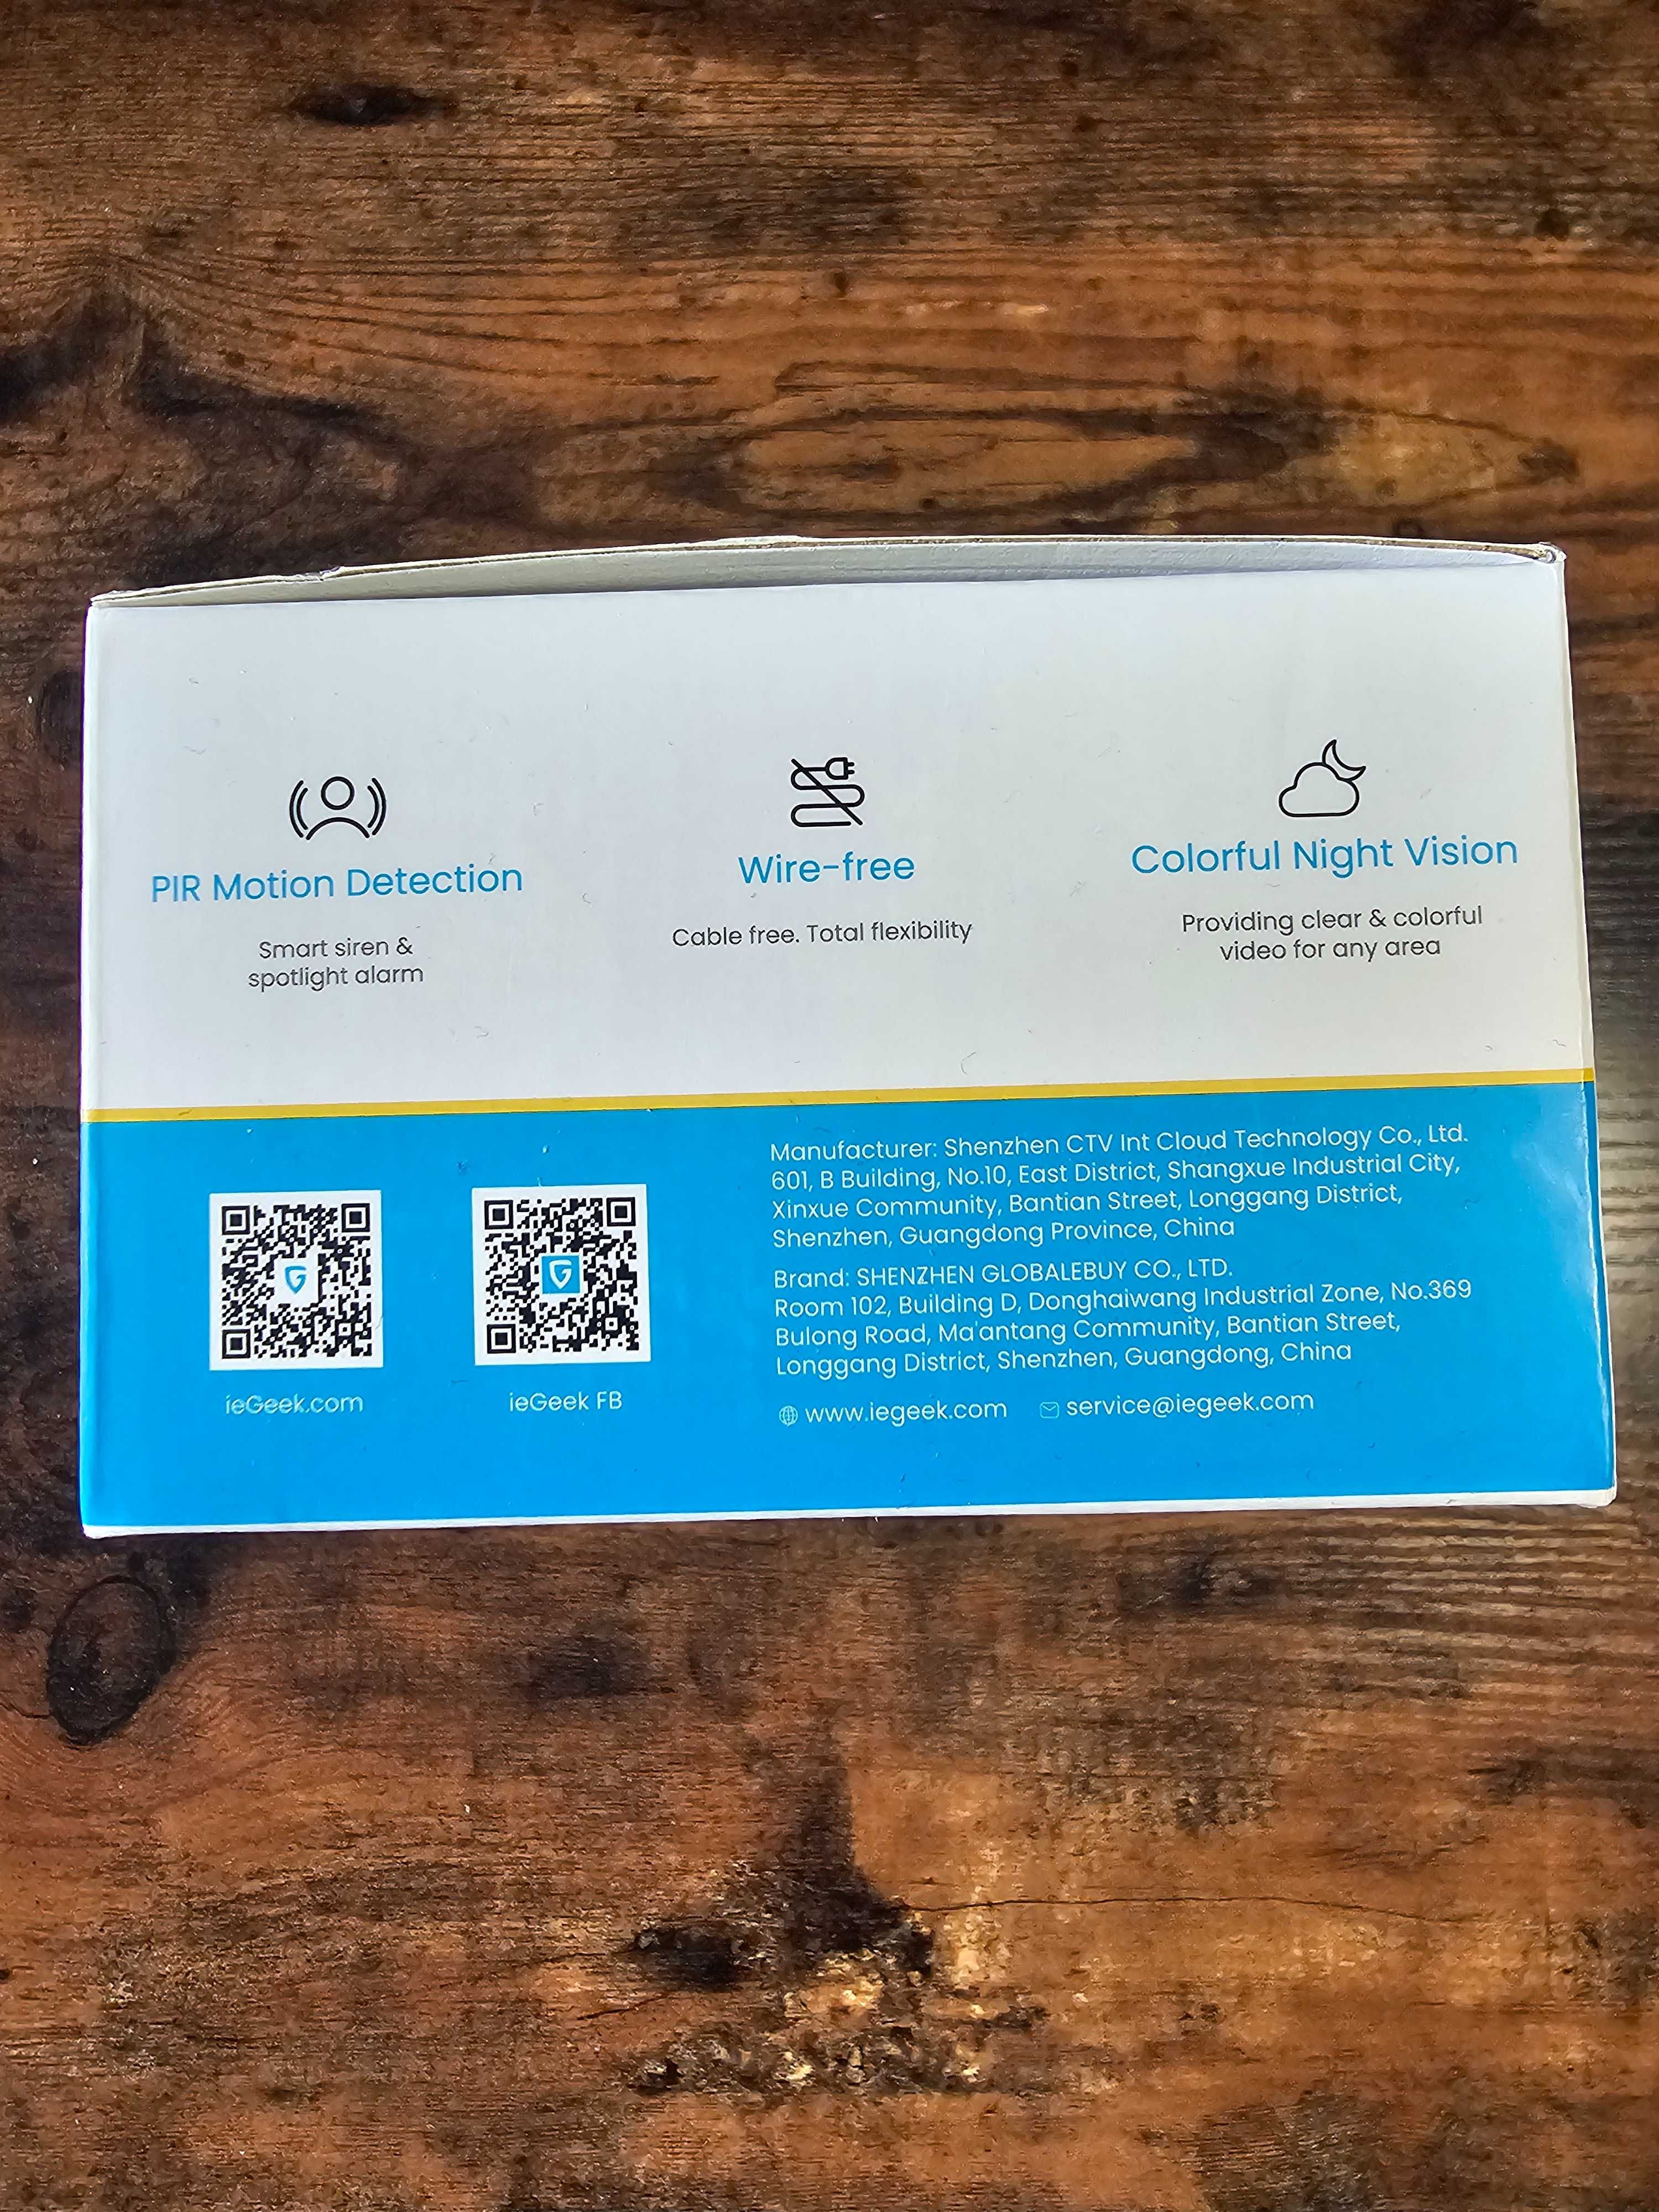 PIR Motion Detection
Smart siren &
spotlight alarm
Wire-free
Cable free. Total flexibility
Colorful Night Vision
Providing clear & colorful
video for any area
ieGeek.com
ieGeek FB
Manufacturer: Shenzhen CTV Int Cloud Technology Co., Ltd.
601, B Building, No.10, East District, Shangxue Industrial City,
Xinxue Community, Bantian Street, Longgang District,
Shenzhen, Guangdong Province, China
Brand: SHENZHEN GLOBALEBUY CO., LTD.
Room 102, Building D, Donghaiwang Industrial Zone, No.369
Bulong Road, Ma'antang Community, Bantian Street,
Longgang District, Shenzhen, Guangdong, China
www.iegeek.com service@iegeek.com